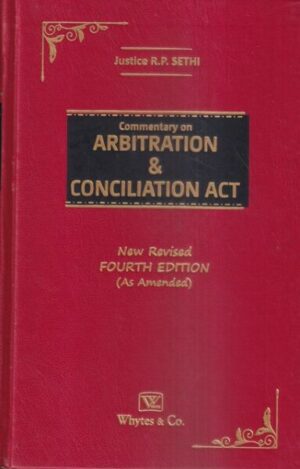 Justice R.P. SETHI
Commentary on
ARBITRATION
&
CONCILIATION ACT
New Revised
FOURTH EDITION
(As Amended)
Whytes & Co.